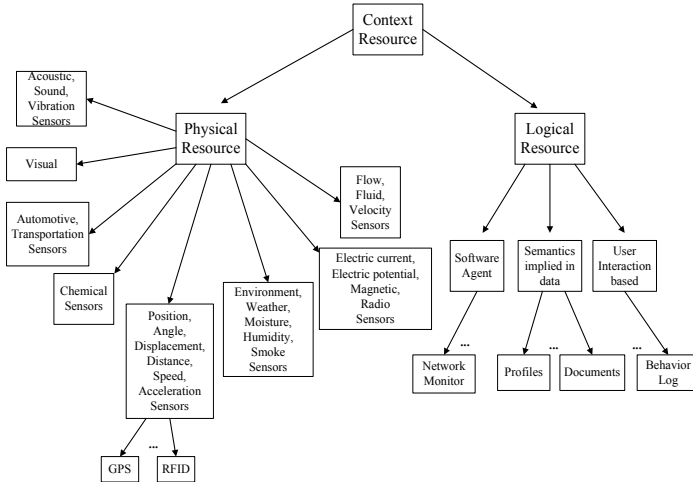 Context
Resource
Acoustic,
Sound,
Vibration
Sensors
Physical
Resource
Logical
Resource
Visual
Flow,
Fluid,
Velocity
Sensors
Automotive,
Transportation
Sensors
Software
Agent
Semantics
implied in
data
User
Interaction
based
Electric current,
Electric potential,
Magnetic,
Radio
Sensors
Chemical
Sensors
Environment,
Weather,
Moisture,
Humidity,
Smoke
Sensors
Position,
Angle,
Displacement,
Distance,
Speed,
Acceleration
Sensors
...
...
...
Network
Monitor
Profiles
Documents
Behavior
Log
...
GPS
RFID